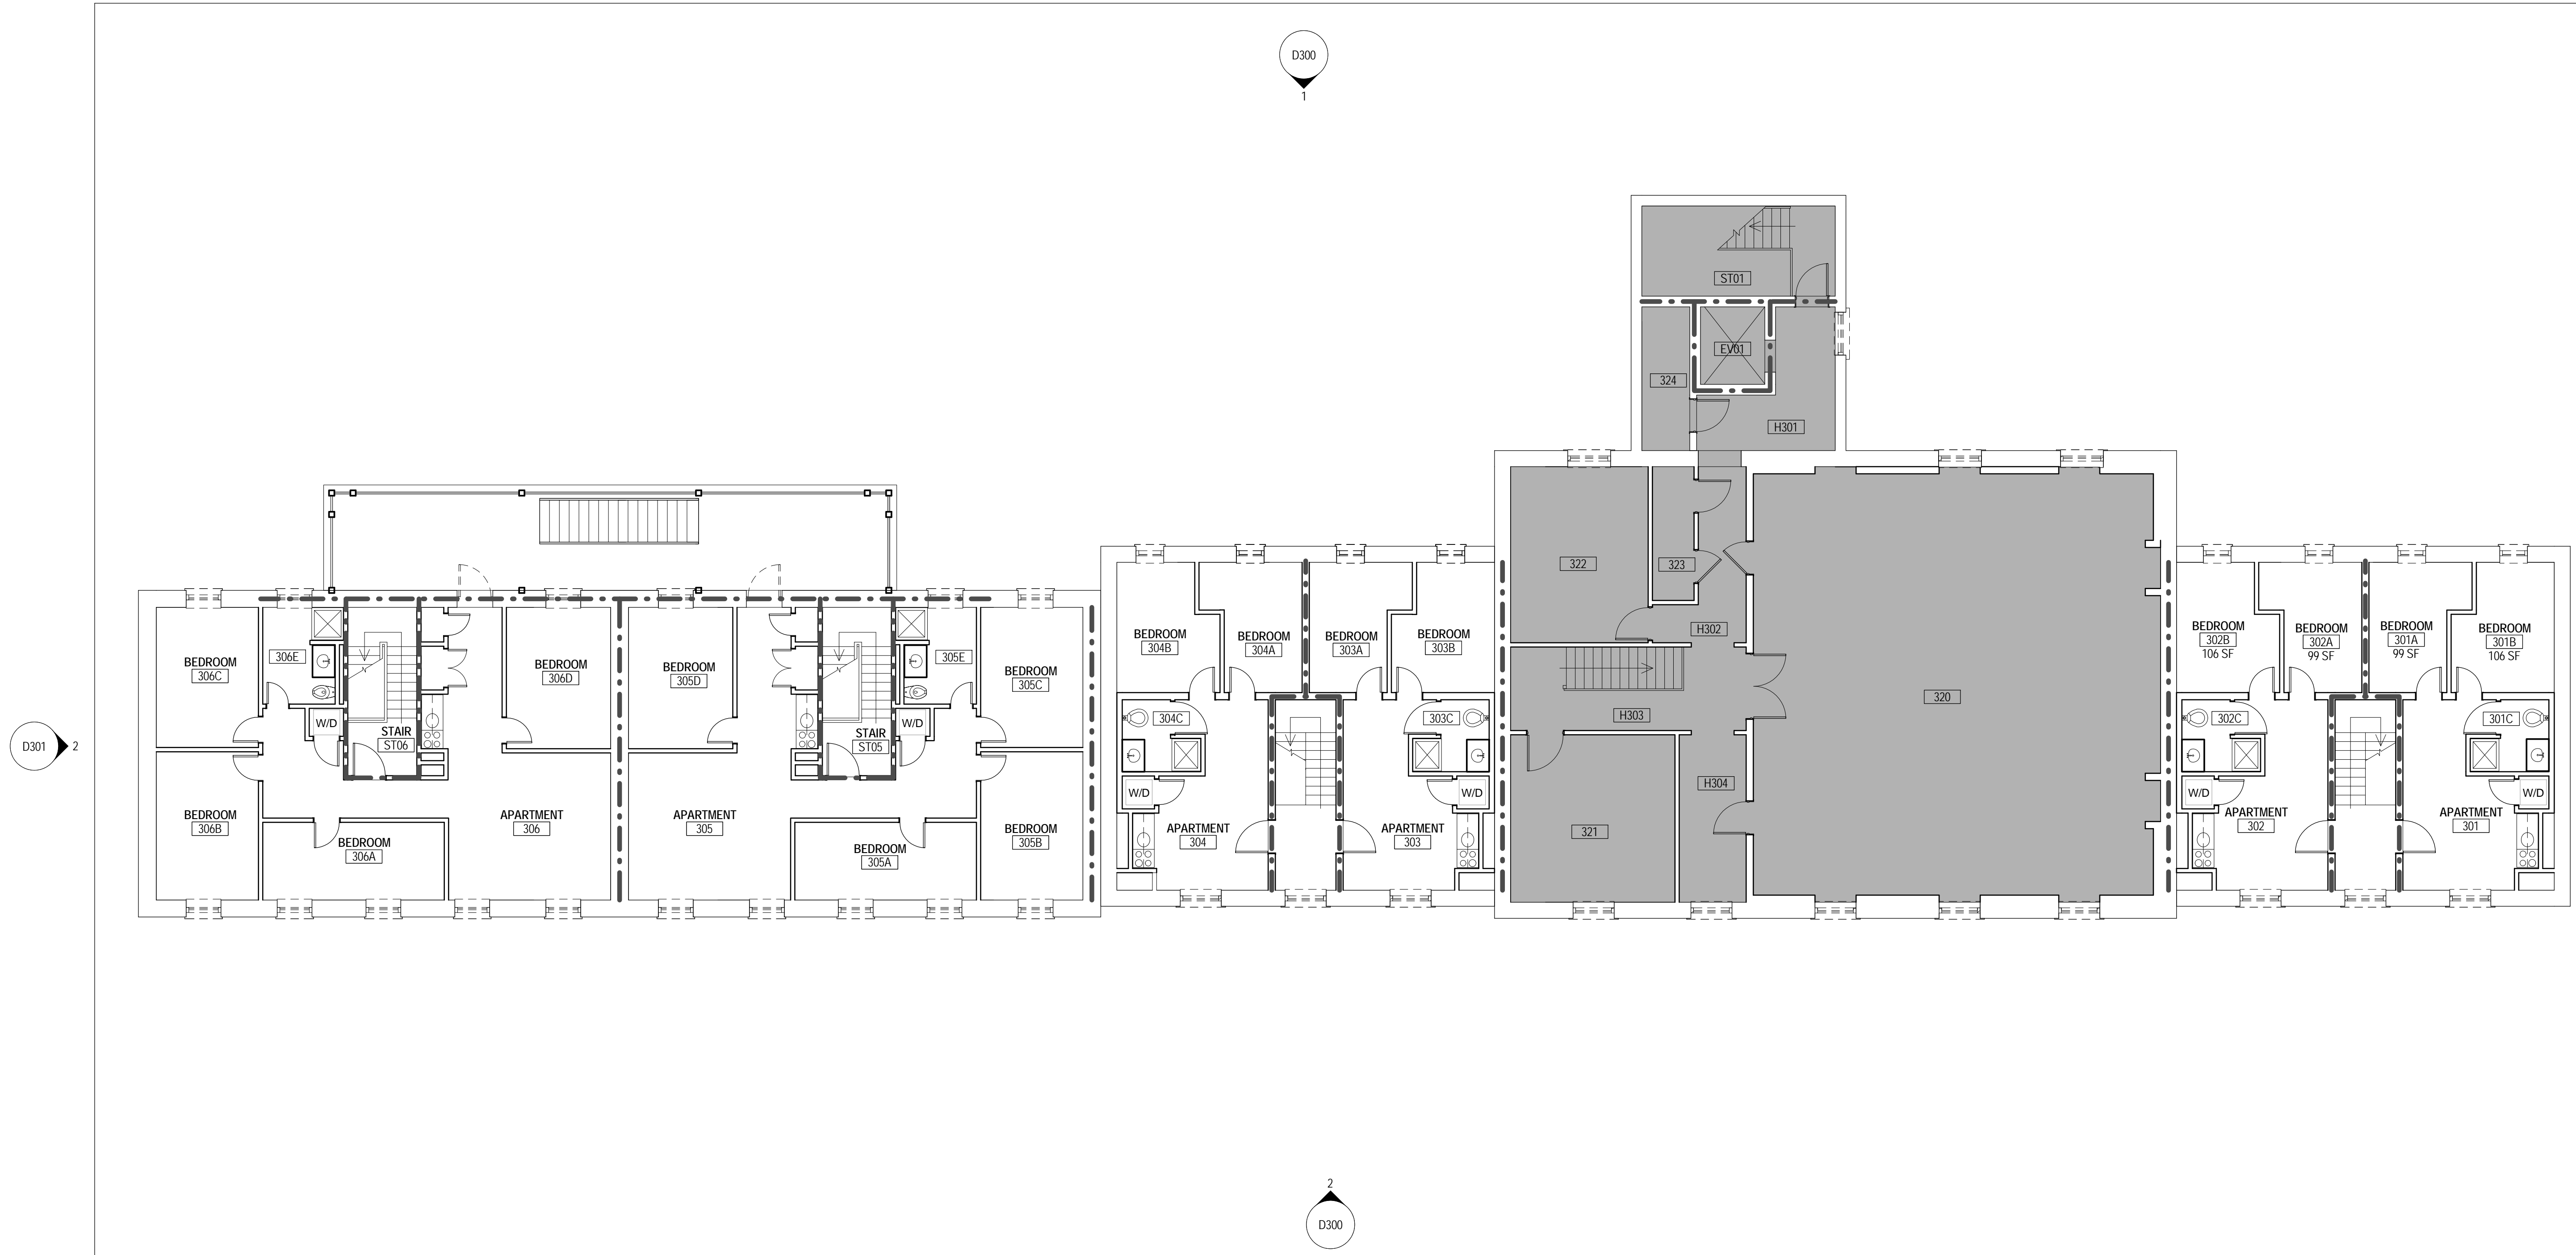 D300
1
ST01
EV01
324
H301
322
323
H302
320
H303
H304
321
D301
2
BEDROOM
306C
306E
W/D
STAIR
ST06
BEDROOM
306D
BEDROOM
306B
BEDROOM
306A
APARTMENT
306
BEDROOM
305D
STAIR
ST05
W/D
305E
BEDROOM
305C
APARTMENT
305
BEDROOM
305A
BEDROOM
305B
BEDROOM
304B
BEDROOM
304A
BEDROOM
303A
BEDROOM
303B
304C
303C
W/D
W/D
APARTMENT
304
APARTMENT
303
BEDROOM
302B
106 SF
BEDROOM
302A
99 SF
BEDROOM
301A
99 SF
BEDROOM
301B
106 SF
302C
301C
W/D
W/D
APARTMENT
302
APARTMENT
301
2
D300